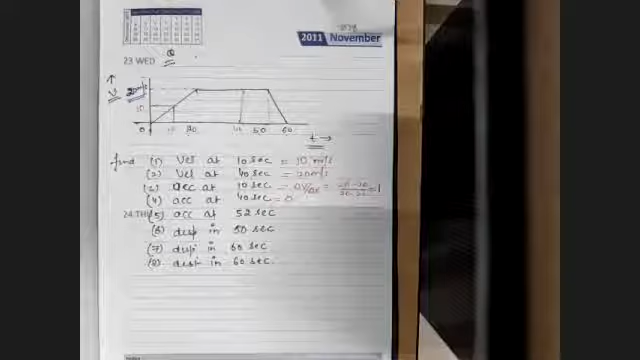 2011 November
23 WED
Q
V
20m/s
10
0 10 20 40 50 60
t →
find (1) Vel at 10 sec = 10 m/s
(2) Vel at 40 sec = 20 m/s
(3) acc at 10 sec
(4) acc at 40 sec = 0
24 THU (5) acc at 52 sec
(6) disp in 50 sec
(7) disp in 60 sec
(8) dist in 60 sec.